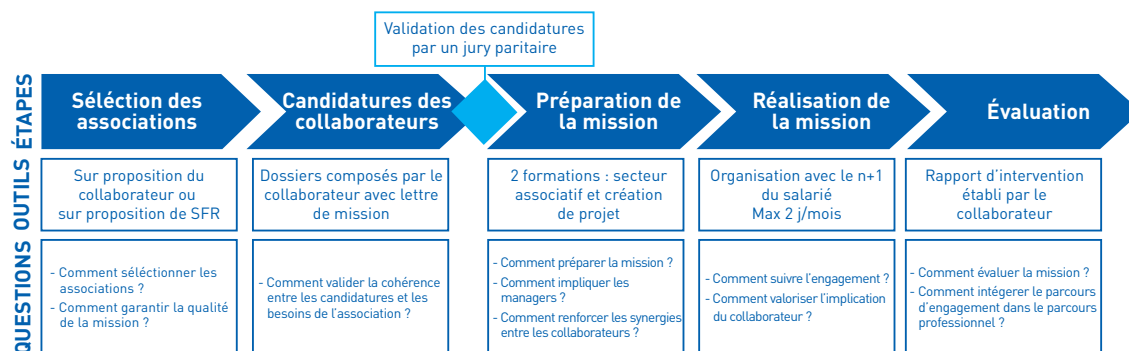 Validation des candidatures
par un jury paritaire
ÉTAPES
Séléction des
associations
Candidatures des
collaborateurs
Préparation de
la mission
Réalisation de
la mission
Évaluation
OUTILS
Sur proposition du
collaborateur ou
sur proposition de SFR
Dossiers composés par le
collaborateur avec lettre
de mission
2 formations : secteur
associatif et création
de projet
Organisation avec le n+1
du salarié
Max 2 j/mois
Rapport d'intervention
établi par le
collaborateur
QUESTIONS
- Comment séléctionner les
associations ?
- Comment garantir la qualité
de la mission ?
- Comment valider la cohérence
entre les candidatures et les
besoins de l'association ?
- Comment préparer la mission ?
- Comment impliquer les
managers ?
- Comment renforcer les synergies
entre les collaborateurs ?
- Comment suivre l'engagement ?
- Comment valoriser l'implication
du collaborateur ?
- Comment évaluer la mission ?
- Comment intégerer le parcours
d'engagement dans le parcours
professionnel ?